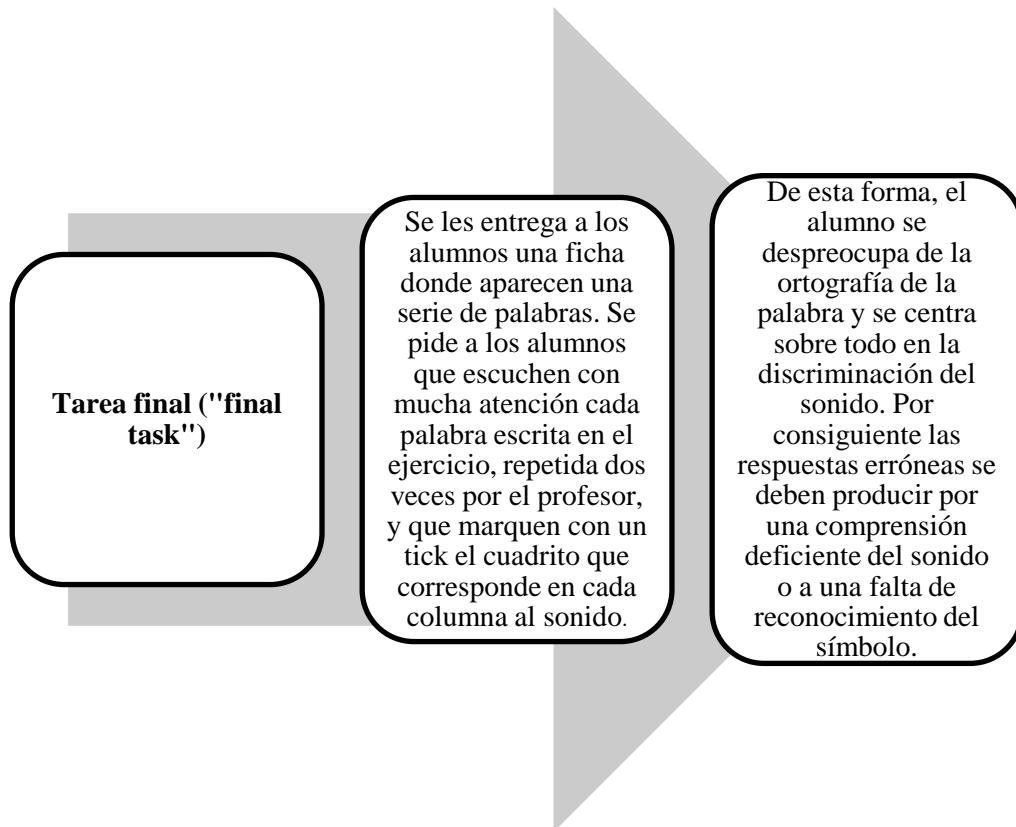 Tarea final ("final
task")
Se les entrega a los
alumnos una ficha
donde aparecen una
serie de palabras. Se
pide a los alumnos
que escuchen con
mucha atención cada
palabra escrita en el
ejercicio, repetida dos
veces por el profesor,
y que marquen con un
tick el cuadrito que
corresponde en cada
columna al sonido.
De esta forma, el
alumno se
despreocupa de la
ortografía de la
palabra y se centra
sobre todo en la
discriminación del
sonido. Por
consiguiente las
respuestas erróneas se
deben producir por
una comprensión
deficiente del sonido
o a una falta de
reconocimiento del
símbolo.